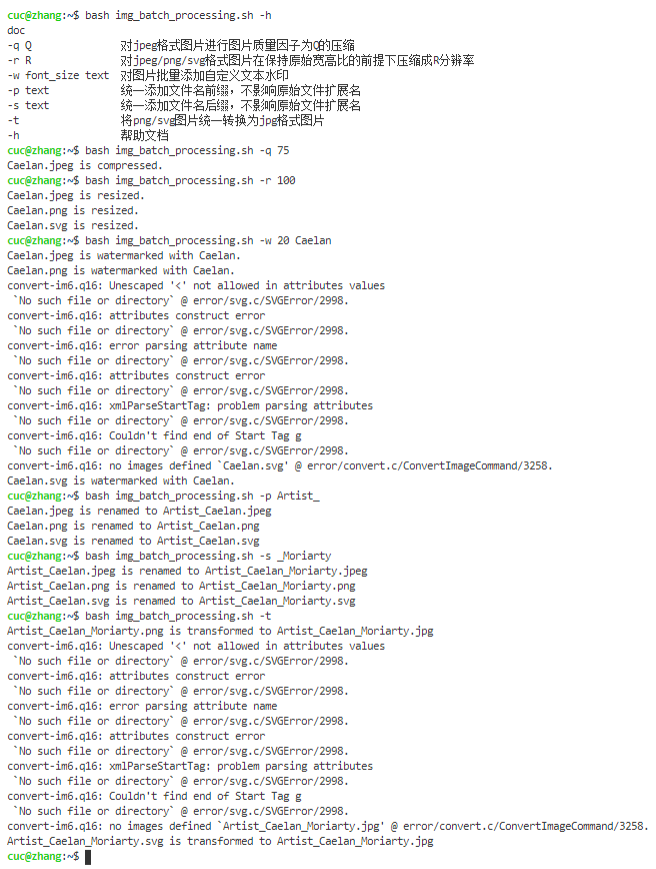 cuc@zhang:~$ bash img_batch_processing.sh -h
doc
-q Q 对jpeg格式图片进行图片质量因子为Q的压缩
-r R 对jpeg/png/svg格式图片在保持原始宽高比的前提下压缩成R分辨率
-w font_size text 对图片批量添加自定义文本水印
-p text 统一添加文件名前缀，不影响原始文件扩展名
-s text 统一添加文件名后缀，不影响原始文件扩展名
-t 将png/svg图片统一转换为jpg格式图片
-h 帮助文档
cuc@zhang:~$ bash img_batch_processing.sh -q 75
Caelan.jpeg is compressed.
cuc@zhang:~$ bash img_batch_processing.sh -r 100
Caelan.jpeg is resized.
Caelan.png is resized.
Caelan.svg is resized.
cuc@zhang:~$ bash img_batch_processing.sh -w 20 Caelan
Caelan.jpeg is watermarked with Caelan.
Caelan.png is watermarked with Caelan.
convert-im6.q16: Unescaped '<' not allowed in attributes values
 `No such file or directory` @ error/svg.c/SVGError/2998.
convert-im6.q16: attributes construct error
 `No such file or directory` @ error/svg.c/SVGError/2998.
convert-im6.q16: error parsing attribute name
 `No such file or directory` @ error/svg.c/SVGError/2998.
convert-im6.q16: attributes construct error
 `No such file or directory` @ error/svg.c/SVGError/2998.
convert-im6.q16: xmlParseStartTag: problem parsing attributes
 `No such file or directory` @ error/svg.c/SVGError/2998.
convert-im6.q16: Couldn't find end of Start Tag g
 `No such file or directory` @ error/svg.c/SVGError/2998.
convert-im6.q16: no images defined `Caelan.svg' @ error/convert.c/ConvertImageCommand/3258.
Caelan.svg is watermarked with Caelan.
cuc@zhang:~$ bash img_batch_processing.sh -p Artist_
Caelan.jpeg is renamed to Artist_Caelan.jpeg
Caelan.png is renamed to Artist_Caelan.png
Caelan.svg is renamed to Artist_Caelan.svg
cuc@zhang:~$ bash img_batch_processing.sh -s _Moriarty
Artist_Caelan.jpeg is renamed to Artist_Caelan_Moriarty.jpeg
Artist_Caelan.png is renamed to Artist_Caelan_Moriarty.png
Artist_Caelan.svg is renamed to Artist_Caelan_Moriarty.svg
cuc@zhang:~$ bash img_batch_processing.sh -t
Artist_Caelan_Moriarty.png is transformed to Artist_Caelan_Moriarty.jpg
convert-im6.q16: Unescaped '<' not allowed in attributes values
 `No such file or directory` @ error/svg.c/SVGError/2998.
convert-im6.q16: attributes construct error
 `No such file or directory` @ error/svg.c/SVGError/2998.
convert-im6.q16: error parsing attribute name
 `No such file or directory` @ error/svg.c/SVGError/2998.
convert-im6.q16: attributes construct error
 `No such file or directory` @ error/svg.c/SVGError/2998.
convert-im6.q16: xmlParseStartTag: problem parsing attributes
 `No such file or directory` @ error/svg.c/SVGError/2998.
convert-im6.q16: Couldn't find end of Start Tag g
 `No such file or directory` @ error/svg.c/SVGError/2998.
convert-im6.q16: no images defined `Artist_Caelan_Moriarty.jpg' @ error/convert.c/ConvertImageCommand/3258.
Artist_Caelan_Moriarty.svg is transformed to Artist_Caelan_Moriarty.jpg
cuc@zhang:~$